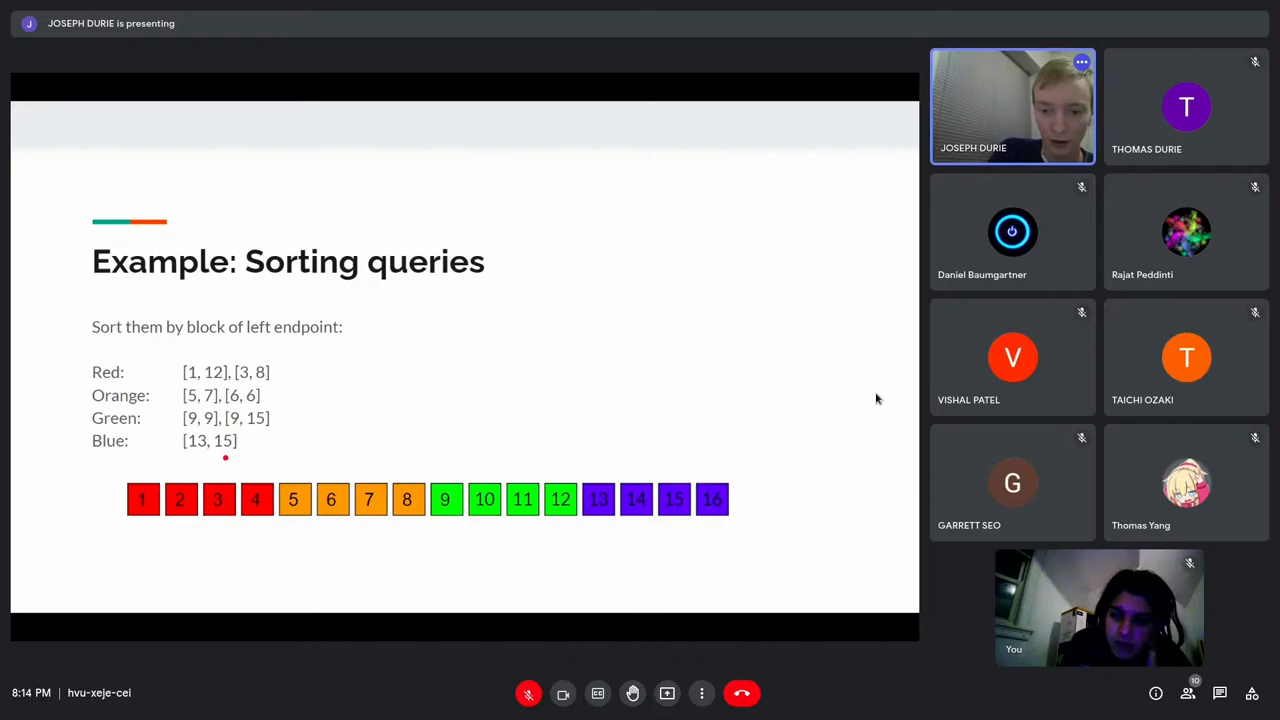 J JOSEPH DURIE is presenting
Example: Sorting queries
Sort them by block of left endpoint:
Red: [1, 12], [3, 8]
Orange: [5, 7], [6, 6]
Green: [9, 9], [9, 15]
Blue: [13, 15]
1 2 3 4 5 6 7 8 9 10 11 12 13 14 15 16
JOSEPH DURIE
T
THOMAS DURIE
Daniel Baumgartner
Rajat Peddinti
V
VISHAL PATEL
T
TAICHI OZAKI
G
GARRETT SEO
Thomas Yang
You
8:14 PM | hvu-xeje-cei
CC
10